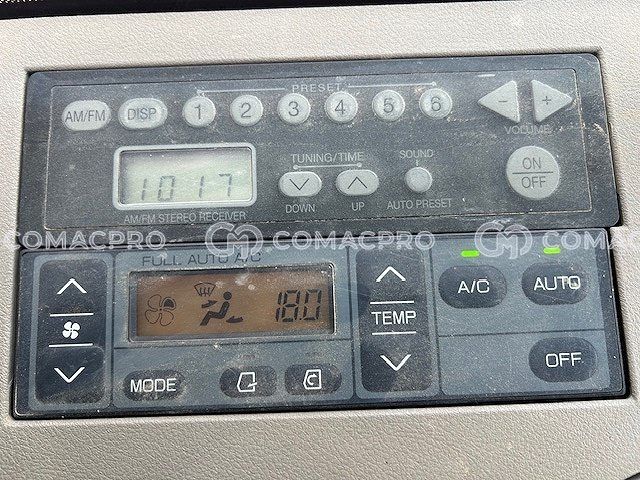 PRESET
AM/FM DISP 1 2 3 4 5 6 − +
VOLUME
TUNING/TIME SOUND
1017
ON
OFF
DOWN UP AUTO PRESET
AM/FM STEREO RECEIVER
COMACPRO COMACPRO COMAC
FULL AUTO A/C
18.0
TEMP
A/C AUTO
MODE
OFF